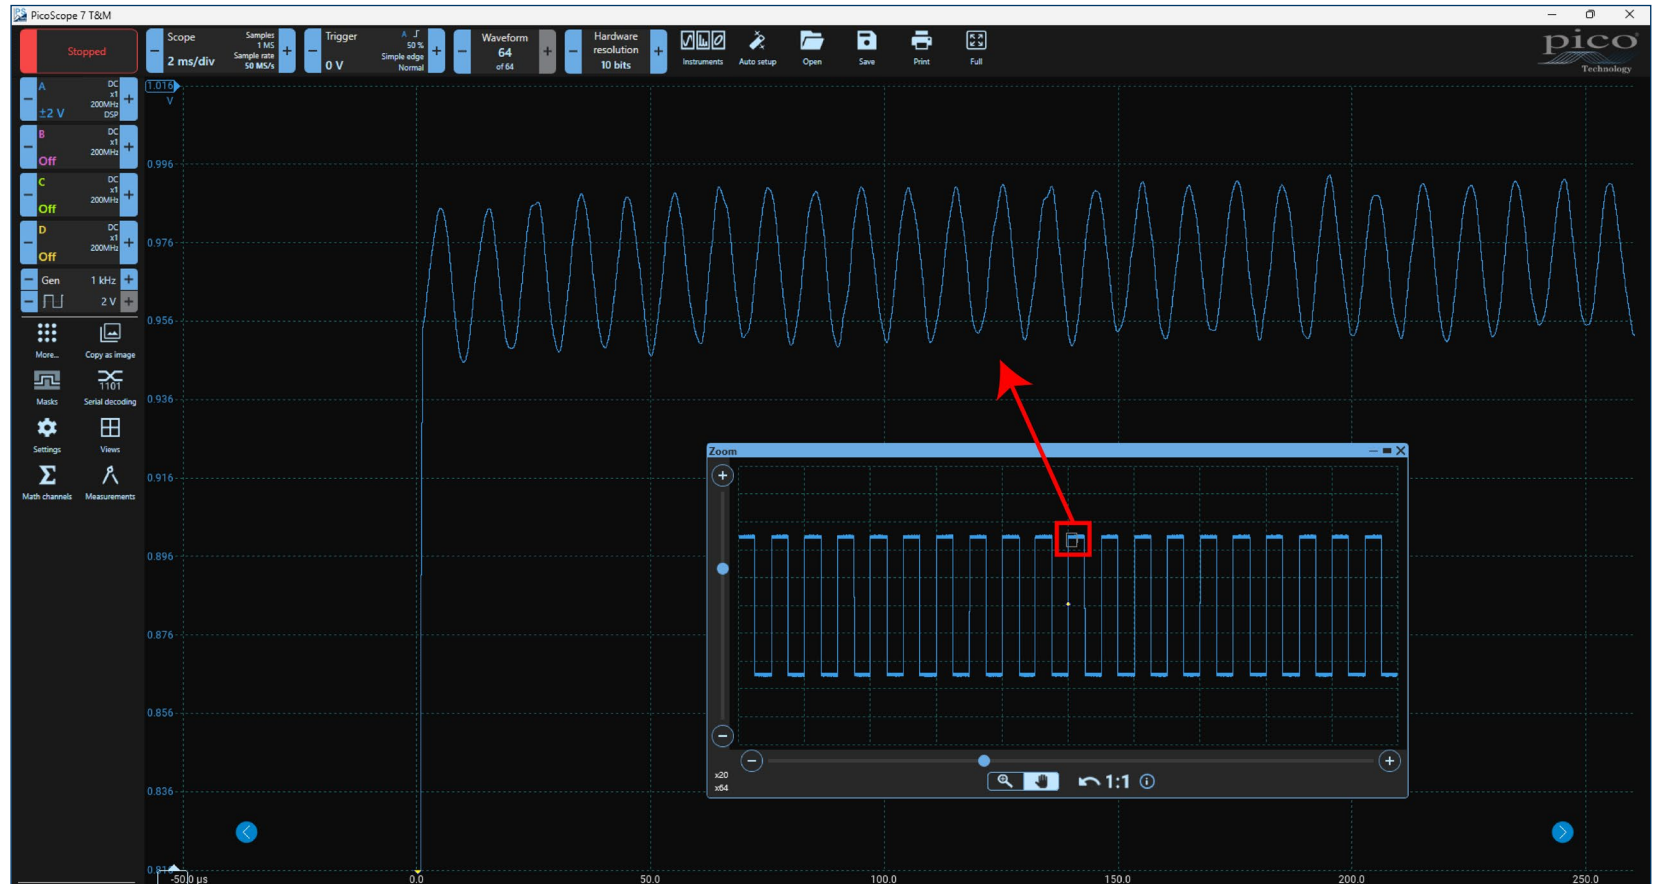 PicoScope 7 T&M
Stopped
Scope
2 ms/div
Samples
1 MS
Sample rate
50 MS/s
Trigger
0 V
A
50 %
Simple edge
Normal
Waveform
64
of 64
Hardware
resolution
10 bits
Instruments
Auto setup
Open
Save
Print
Full
pico
Technology
A
±2 V
DC
x1
200MHz
DSP
B
Off
DC
x1
200MHz
C
Off
DC
x1
200MHz
D
Off
DC
x1
200MHz
Gen
1 kHz
2 V
More...
Copy as image
Masks
1101
Serial decoding
Settings
Views
Math channels
Measurements
1.016
V
0.996
0.976
0.956
0.936
0.916
0.896
0.876
0.856
0.836
Zoom
x20
x64
1:1
-50.0 µs
0.0
50.0
100.0
150.0
200.0
250.0